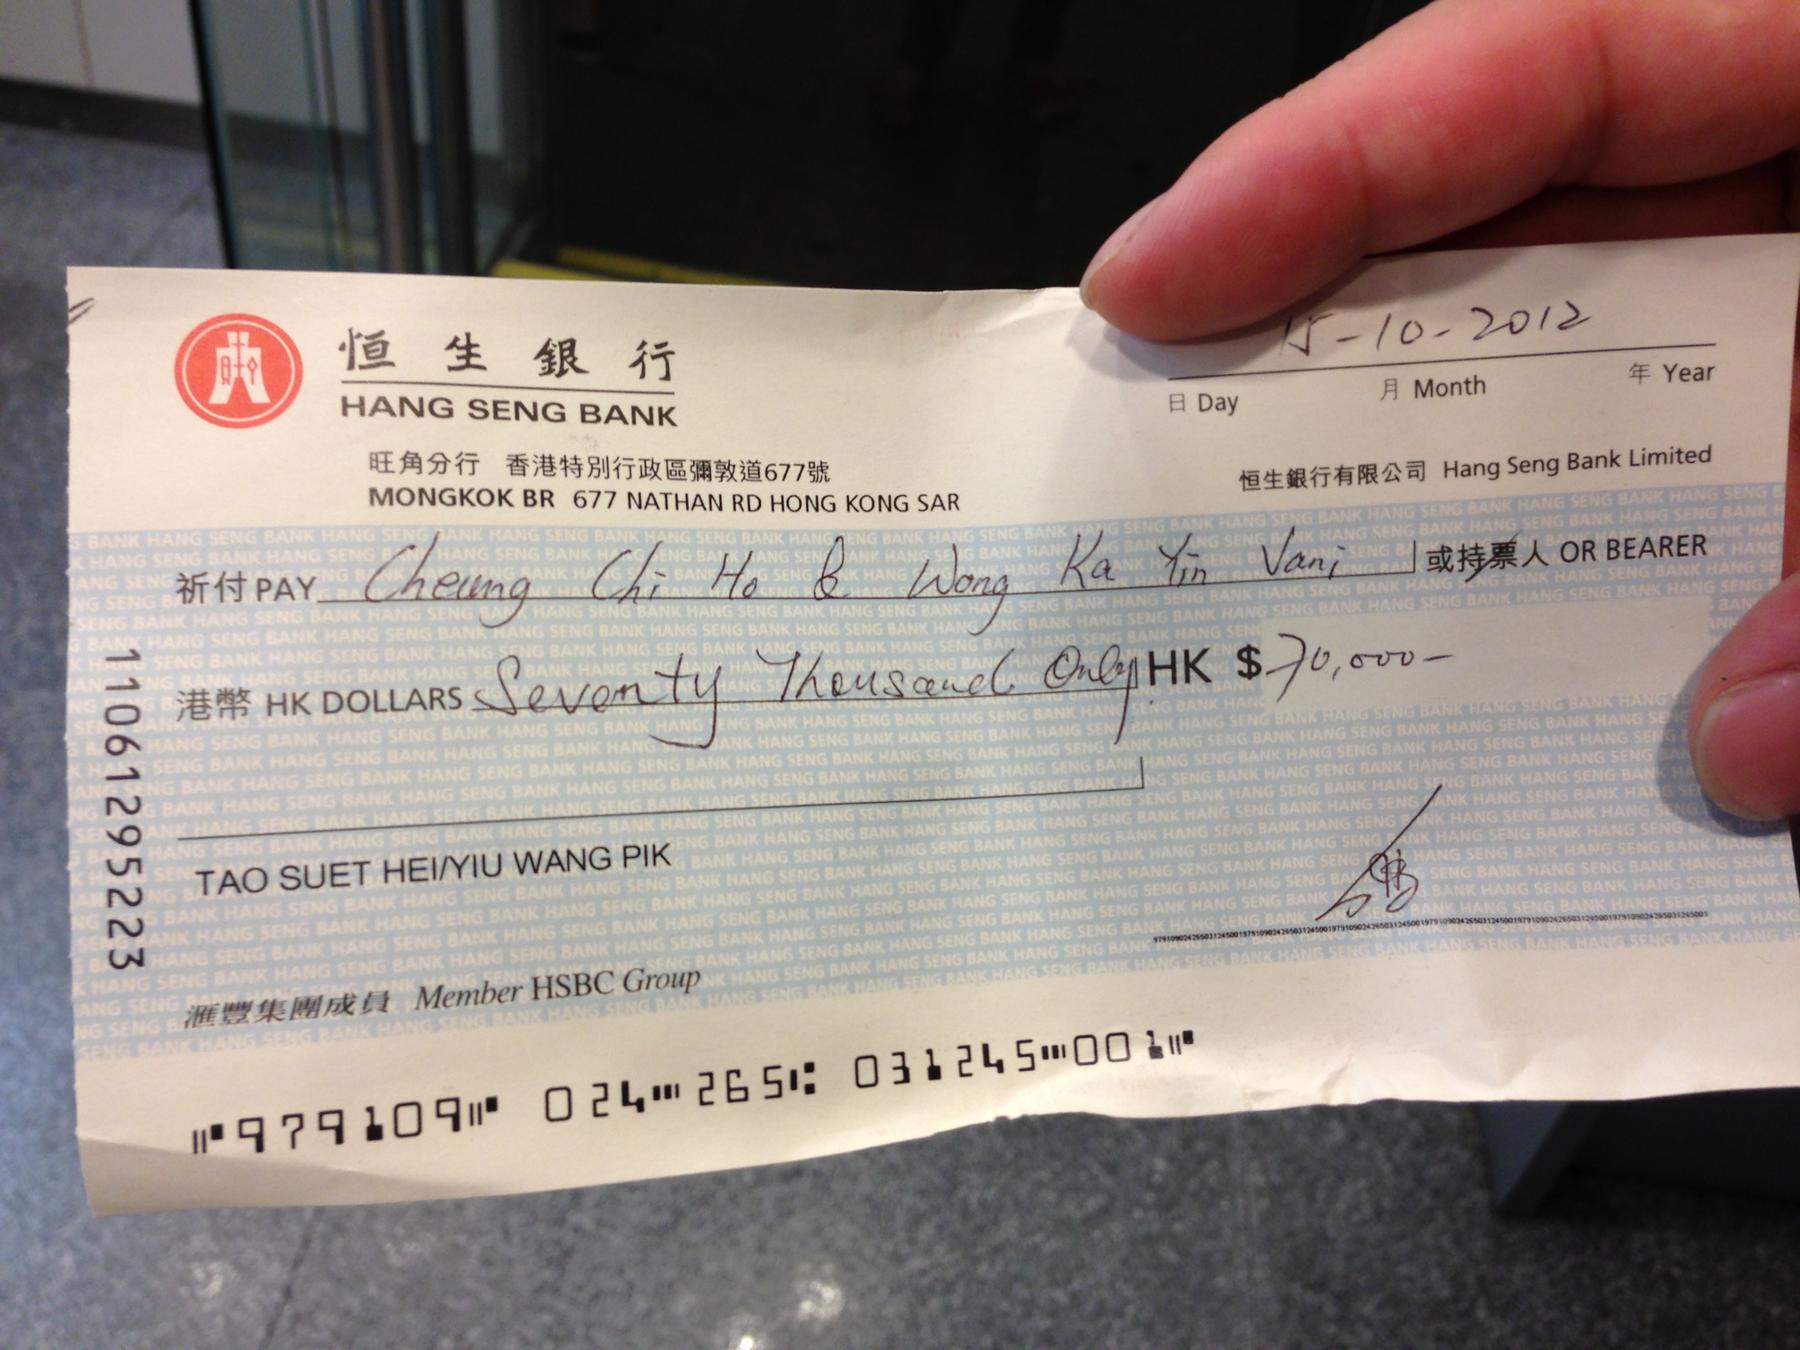 恒生銀行
HANG SENG BANK
旺角分行 香港特別行政區彌敦道677號
MONGKOK BR 677 NATHAN RD HONG KONG SAR
15-10-2012
日 Day 月 Month 年 Year
恒生銀行有限公司 Hang Seng Bank Limited
祈付 PAY Cheung Chi Ho & Wong Ka Yin Vani 或持票人 OR BEARER
港幣 HK DOLLARS Seventy Thousand Only HK $ 70,000-
TAO SUET HEI/YIU WANG PIK
滙豐集團成員 Member HSBC Group
11061295223
979109 024 265 031245 001